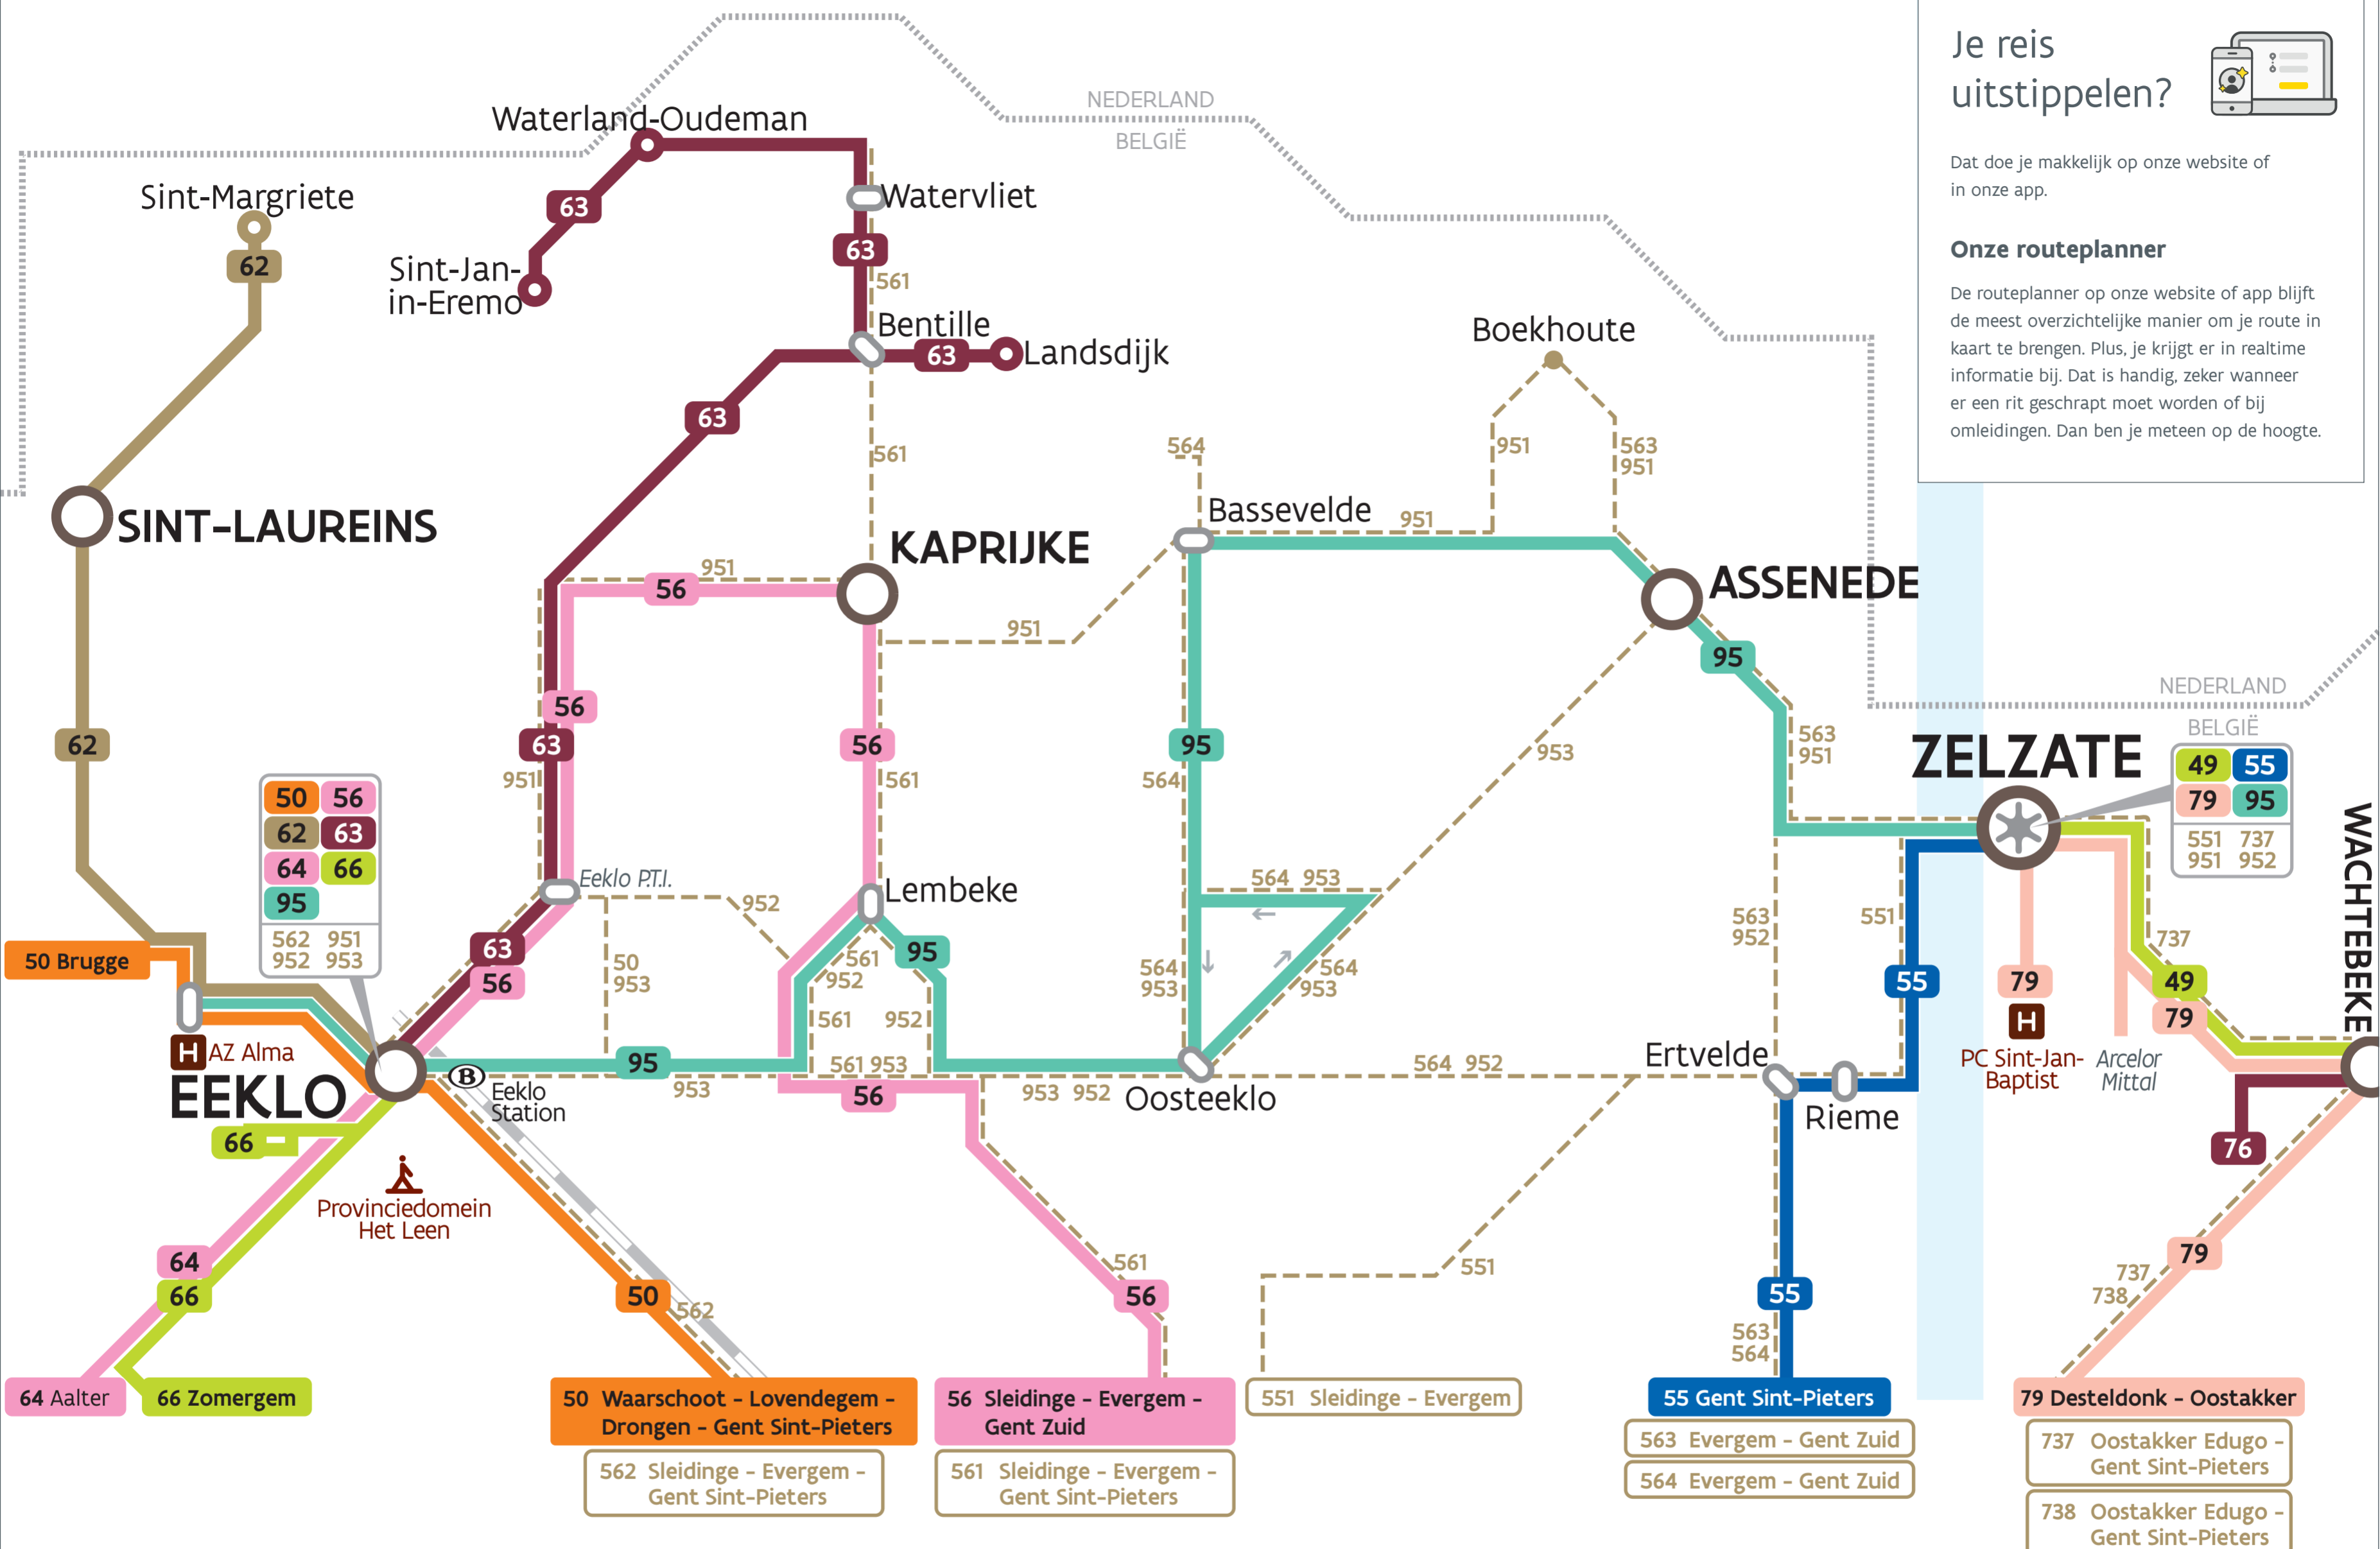 Je reis
uitstippelen?
Dat doe je makkelijk op onze website of
in onze app.
Onze routeplanner
De routeplanner op onze website of app blijft
de meest overzichtelijke manier om je route in
kaart te brengen. Plus, je krijgt er in realtime
informatie bij. Dat is handig, zeker wanneer
er een rit geschrapt moet worden of bij
omleidingen. Dan ben je meteen op de hoogte.
NEDERLAND
BELGIË
Waterland-Oudeman
Sint-Margriete
62
63
Sint-Jan-
in-Eremo
Watervliet
63
561
Bentille
63
Landsdijk
63
561
Boekhoute
951
563
951
564
Bassevelde
951
SINT-LAUREINS
KAPRIJKE
951
56
951
ASSENEDE
95
NEDERLAND
BELGIË
56
63
951
56
561
95
564
953
563
951
62
ZELZATE
49 55
79 95
551 737
951 952
WACHTEBEKE
50 56
62 63
64 66
95
562 951
952 953
Eeklo P.T.I.
952
Lembeke
564 953
←
563
952
551
737
50 Brugge
63
56
50
953
561
952
95
561
952
564
953
↓
↗
564
953
55
79
49
79
H AZ Alma
EEKLO
B
Eeklo
Station
95
953
561 953
56
953 952
Oosteeklo
564 952
Ertvelde
Rieme
H
PC Sint-Jan-
Baptist
Arcelor
Mittal
76
66
Provinciedomein
Het Leen
64
66
50
562
561
56
551
55
563
564
79
737
738
64 Aalter
66 Zomergem
50 Waarschoot - Lovendegem -
Drongen - Gent Sint-Pieters
562 Sleidinge - Evergem -
Gent Sint-Pieters
56 Sleidinge - Evergem -
Gent Zuid
561 Sleidinge - Evergem -
Gent Sint-Pieters
551 Sleidinge - Evergem
55 Gent Sint-Pieters
563 Evergem - Gent Zuid
564 Evergem - Gent Zuid
79 Desteldonk - Oostakker
737 Oostakker Edugo -
Gent Sint-Pieters
738 Oostakker Edugo -
Gent Sint-Pieters